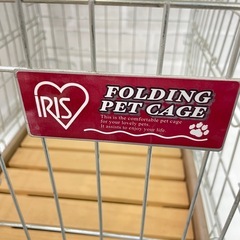 IRIS
FOLDING
PET CAGE
This is the comfortable pet cage
for your lovely pets.
It assists to enjoy your life.